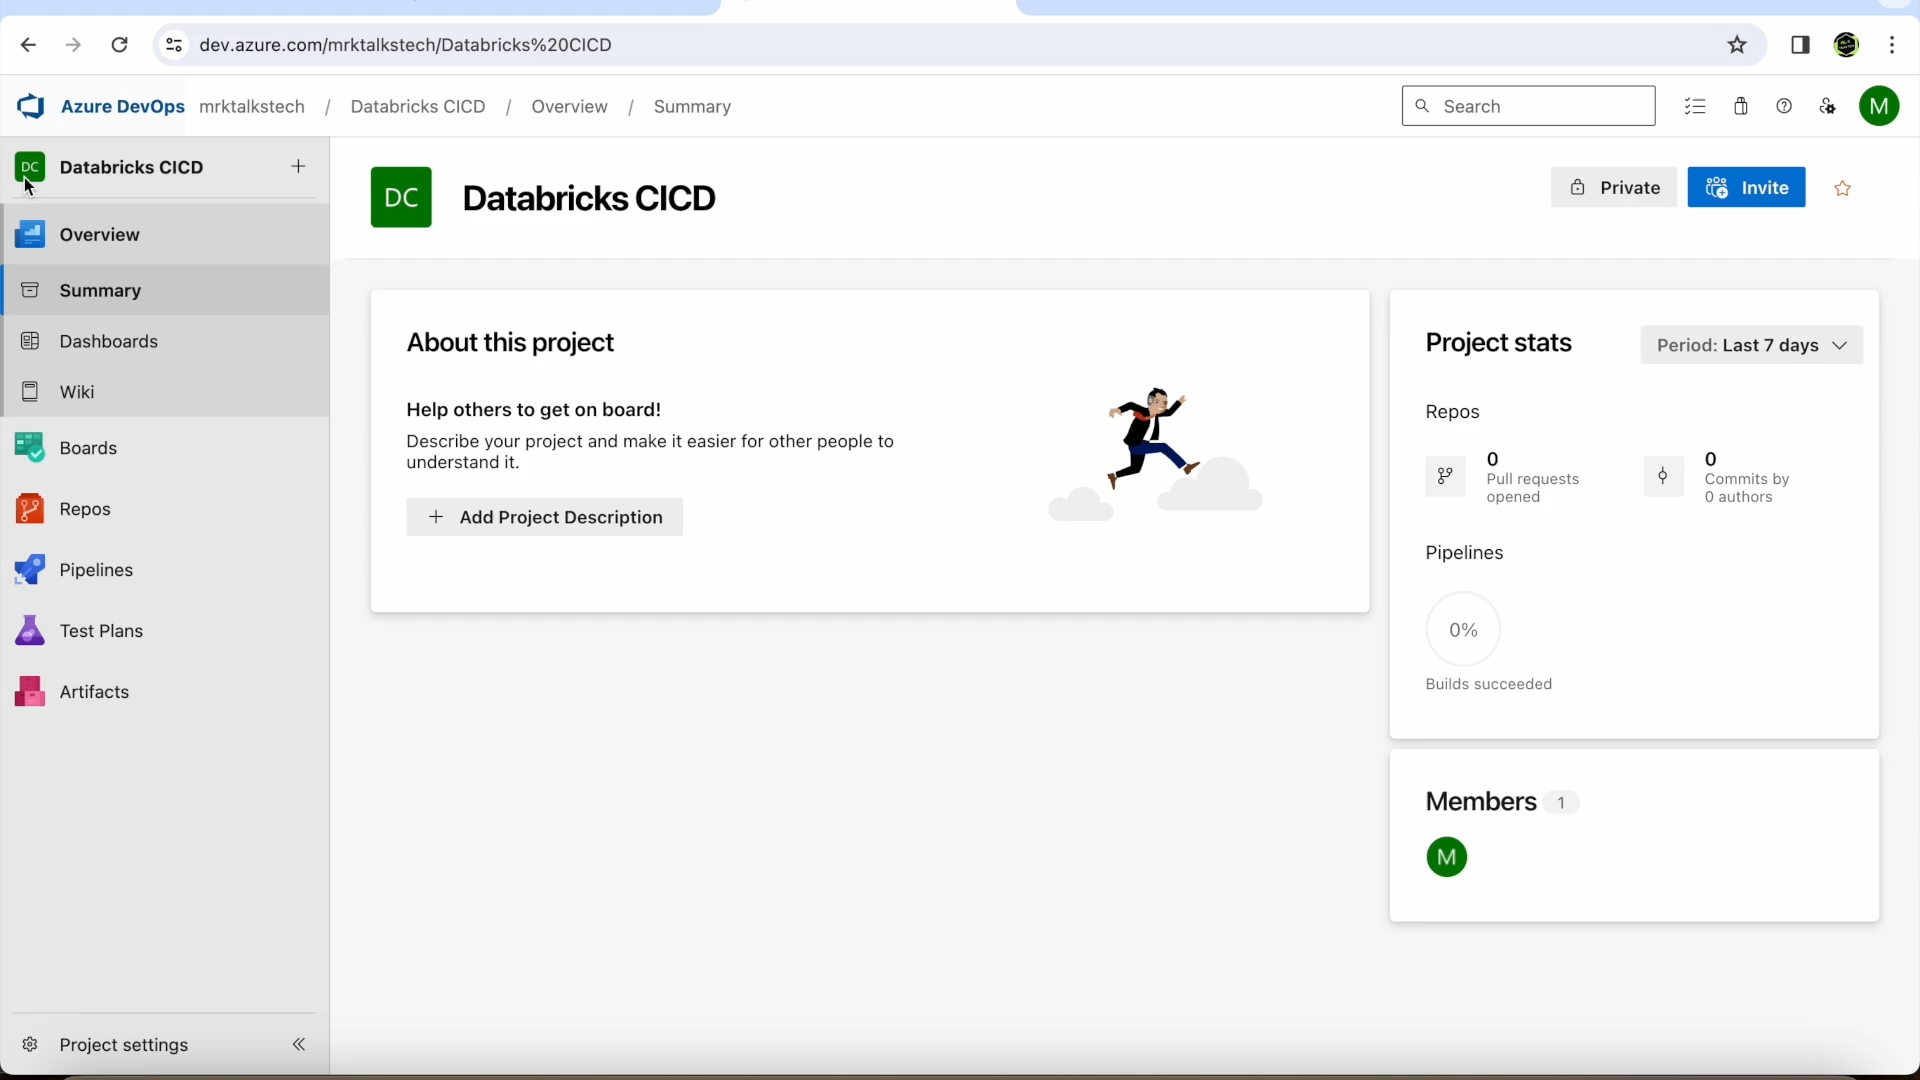 dev.azure.com/mrktalkstech/Databricks%20CICD
Azure DevOps mrktalkstech / Databricks CICD / Overview / Summary
Search
M
DC Databricks CICD +
Overview
Summary
Dashboards
Wiki
Boards
Repos
Pipelines
Test Plans
Artifacts
Project settings
DC Databricks CICD
Private
Invite
About this project
Help others to get on board!
Describe your project and make it easier for other people to
understand it.
+ Add Project Description
Project stats
Period: Last 7 days
Repos
0
Pull requests
opened
0
Commits by
0 authors
Pipelines
0%
Builds succeeded
Members 1
M